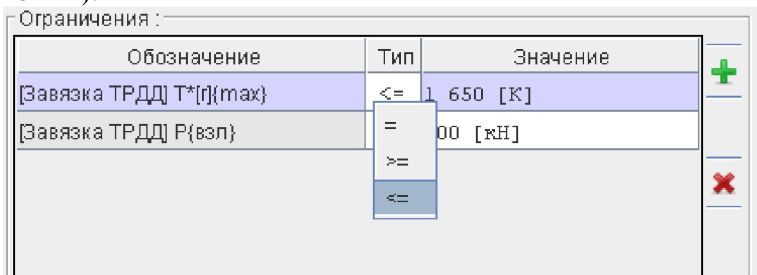 Ограничения :
Обозначение Тип Значение
[Завязка ТРДД] T*[г]{max} <= 1 650 [K]
[Завязка ТРДД] P{взл} 00 [кН]
=
>=
<=